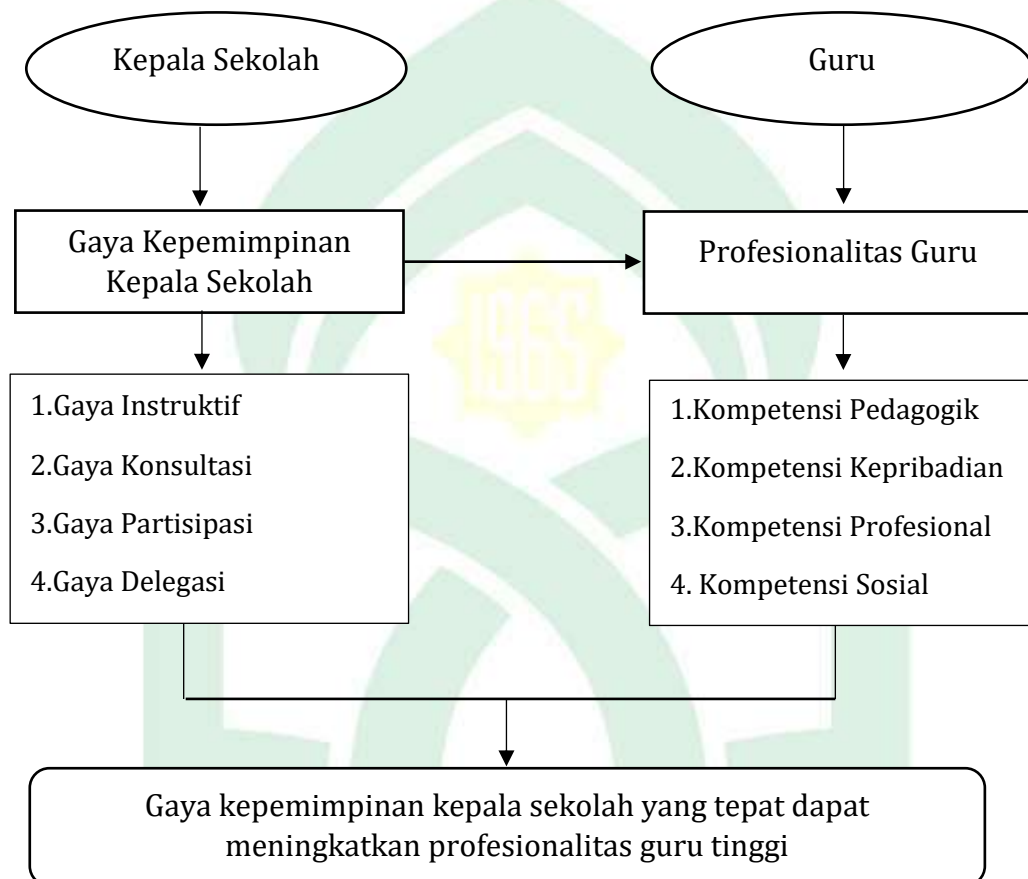 Kepala Sekolah
Guru
Gaya Kepemimpinan
Kepala Sekolah
Profesionalitas Guru
1.Gaya Instruktif
2.Gaya Konsultasi
3.Gaya Partisipasi
4.Gaya Delegasi
1.Kompetensi Pedagogik
2.Kompetensi Kepribadian
3.Kompetensi Profesional
4. Kompetensi Sosial
1965
Gaya kepemimpinan kepala sekolah yang tepat dapat
meningkatkan profesionalitas guru tinggi